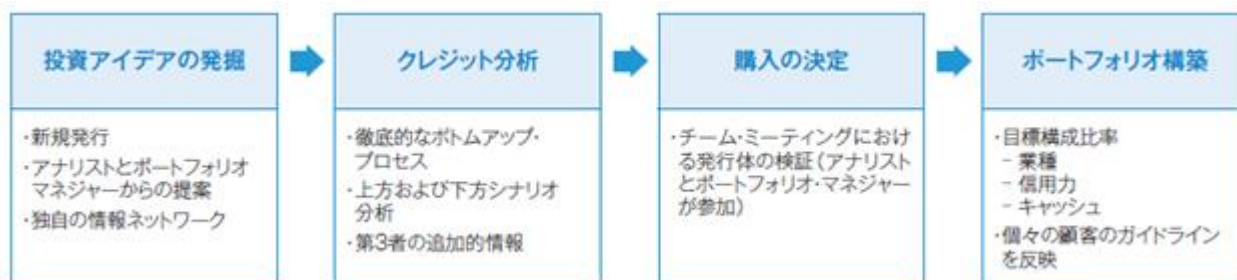 投資アイデアの発掘
・新規発行
・アナリストとポートフォリオ
マネジャーからの提案
・独自の情報ネットワーク
クレジット分析
・徹底的なボトムアップ・
プロセス
・上方および下方シナリオ
分析
・第3者の追加的情報
購入の決定
・チーム・ミーティングにおけ
る発行体の検証(アナリスト
とポートフォリオ・マネジャー
が参加)
ポートフォリオ構築
・目標構成比率
- 業種
- 信用力
- キャッシュ
・個々の顧客のガイドライン
を反映